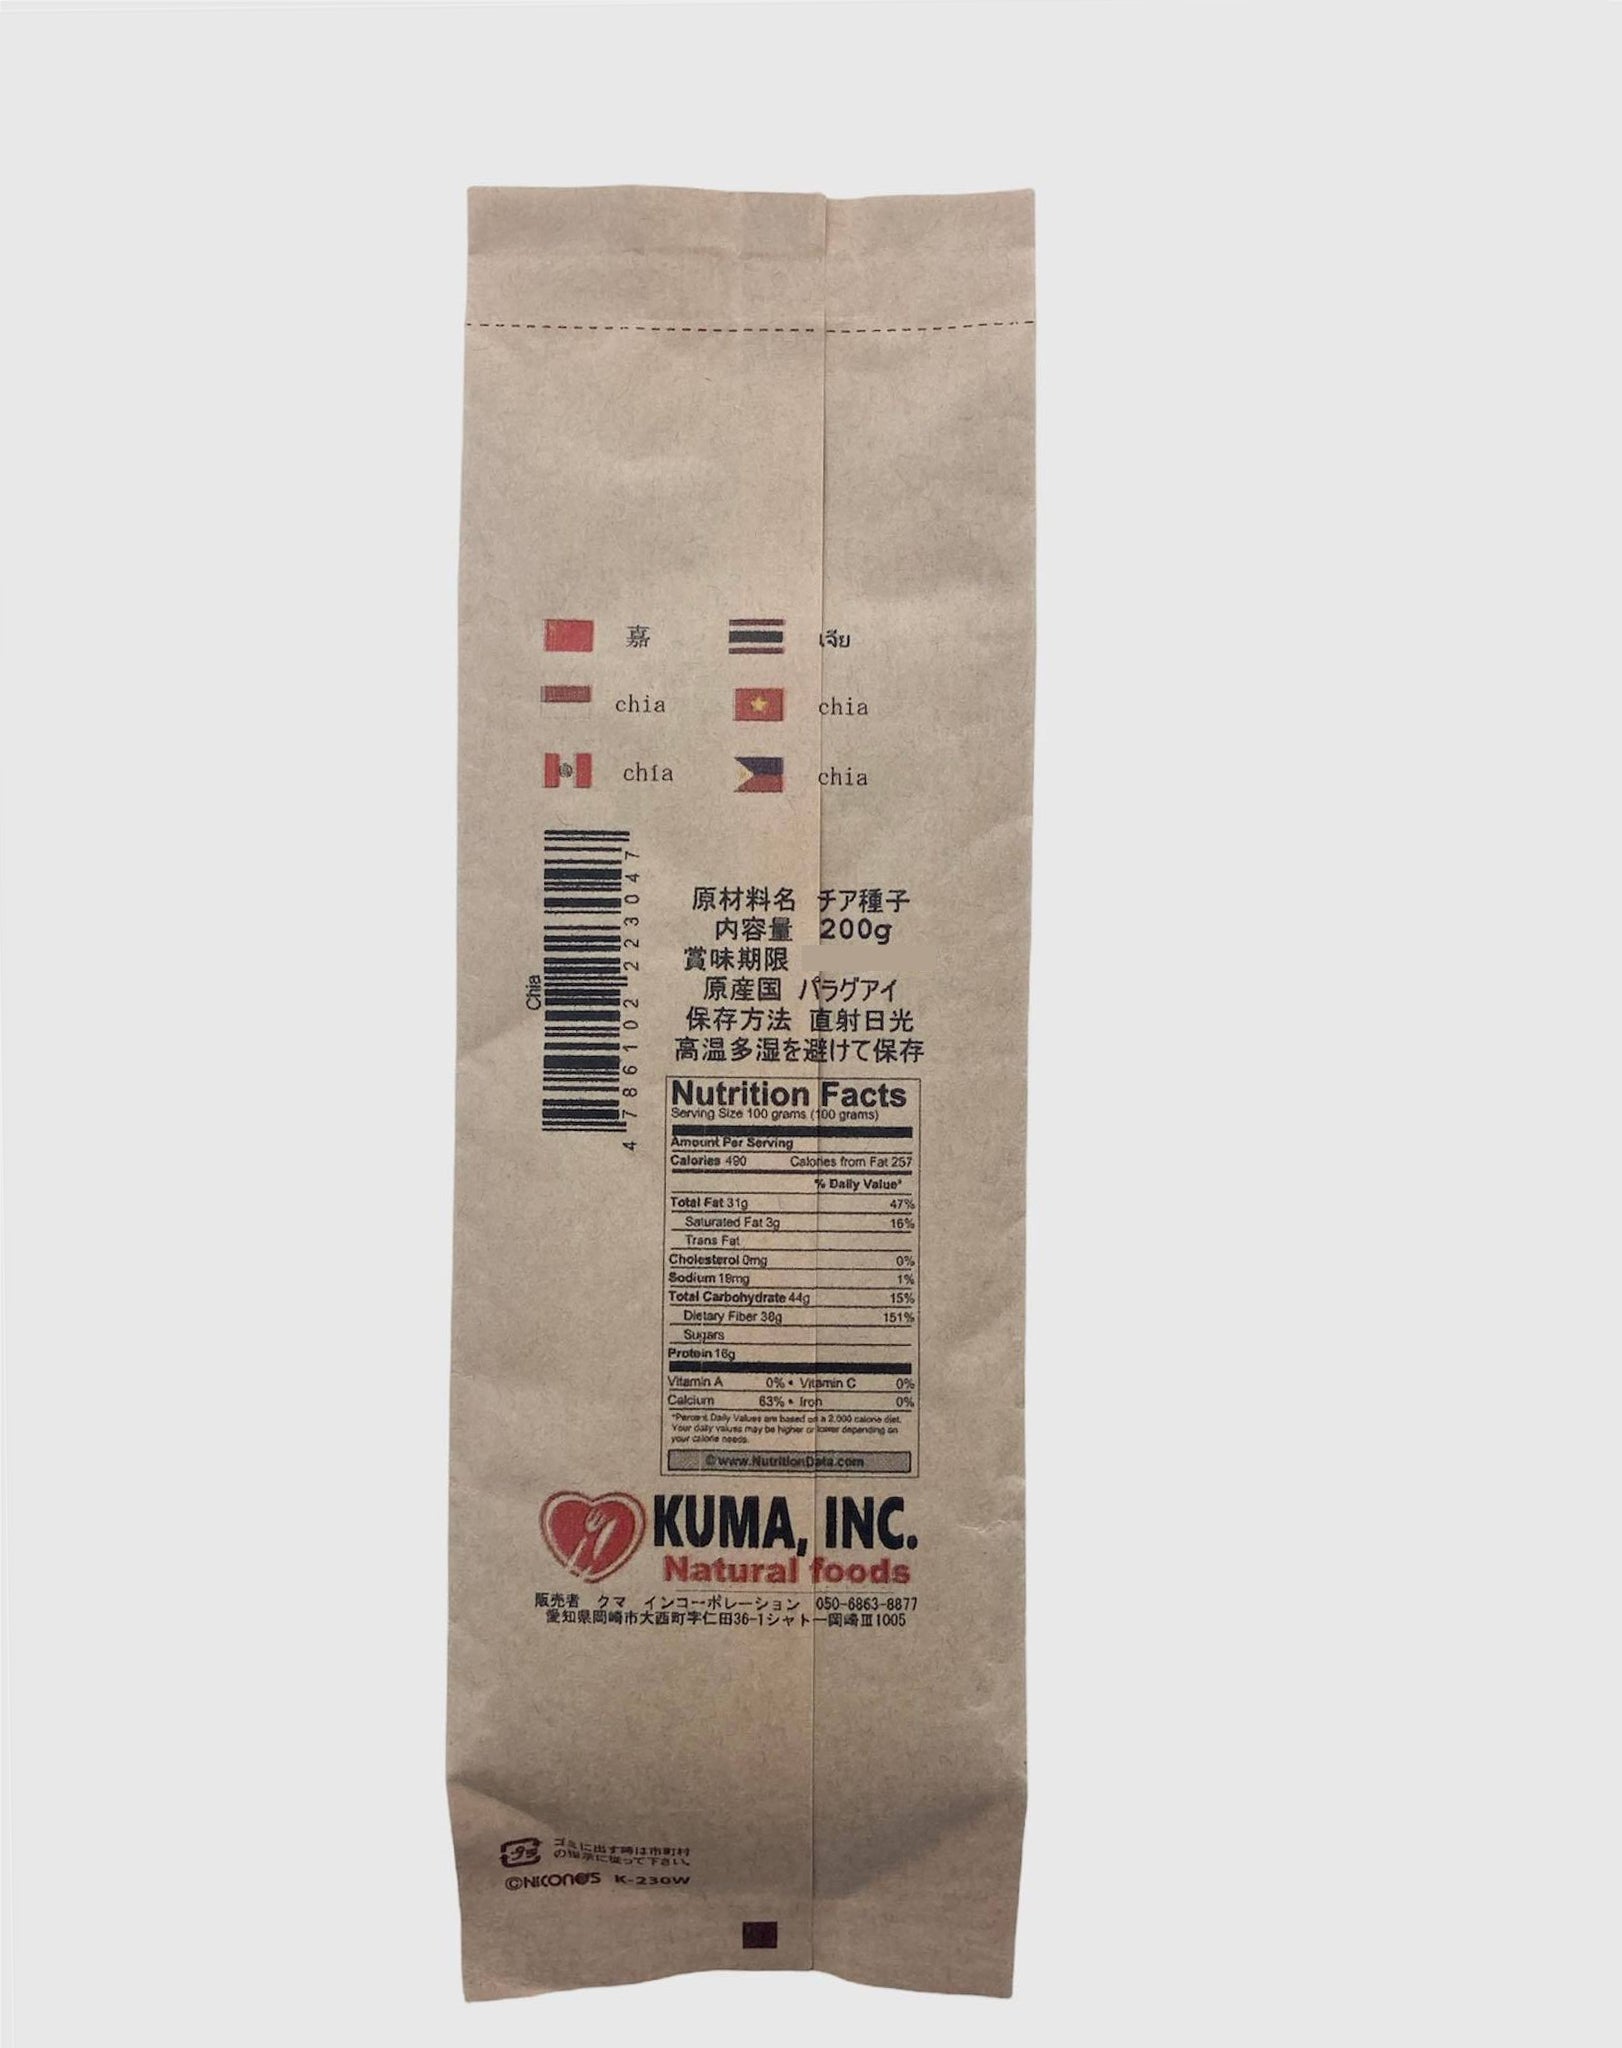 嘉 เจีย
chia chia
chía chia
Chia
4 786102 223047
原材料名 チア種子
内容量 200g
賞味期限
原産国 パラグアイ
保存方法 直射日光
高温多湿を避けて保存
Nutrition Facts
Serving Size 100 grams (100 grams)
Amount Per Serving
Calories 490 Calories from Fat 257
% Daily Value*
Total Fat 31g 47%
Saturated Fat 3g 16%
Trans Fat
Cholesterol 0mg 0%
Sodium 19mg 1%
Total Carbohydrate 44g 15%
Dietary Fiber 38g 151%
Sugars
Protein 16g
Vitamin A 0% • Vitamin C 0%
Calcium 63% • Iron 0%
*Percent Daily Values are based on a 2,000 calorie diet.
Your daily values may be higher or lower depending on
your calorie needs.
©www.NutritionData.com
KUMA, INC.
Natural foods
販売者 クマ インコーポレーション 050-6863-8877
愛知県岡崎市大西町字仁田36-1シャトー岡崎Ⅲ1005
プラ
ゴミに出す時は市町村
の指示に従って下さい。
©NICONOS K-230W